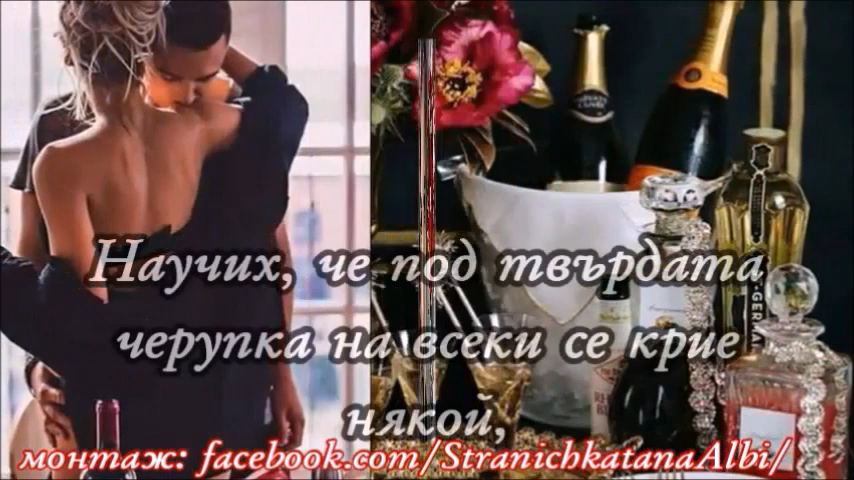 Научих, че под твърдата
черупка на всеки се крие
някой,
монтаж: facebook.com/StranichkatanaAlbi/